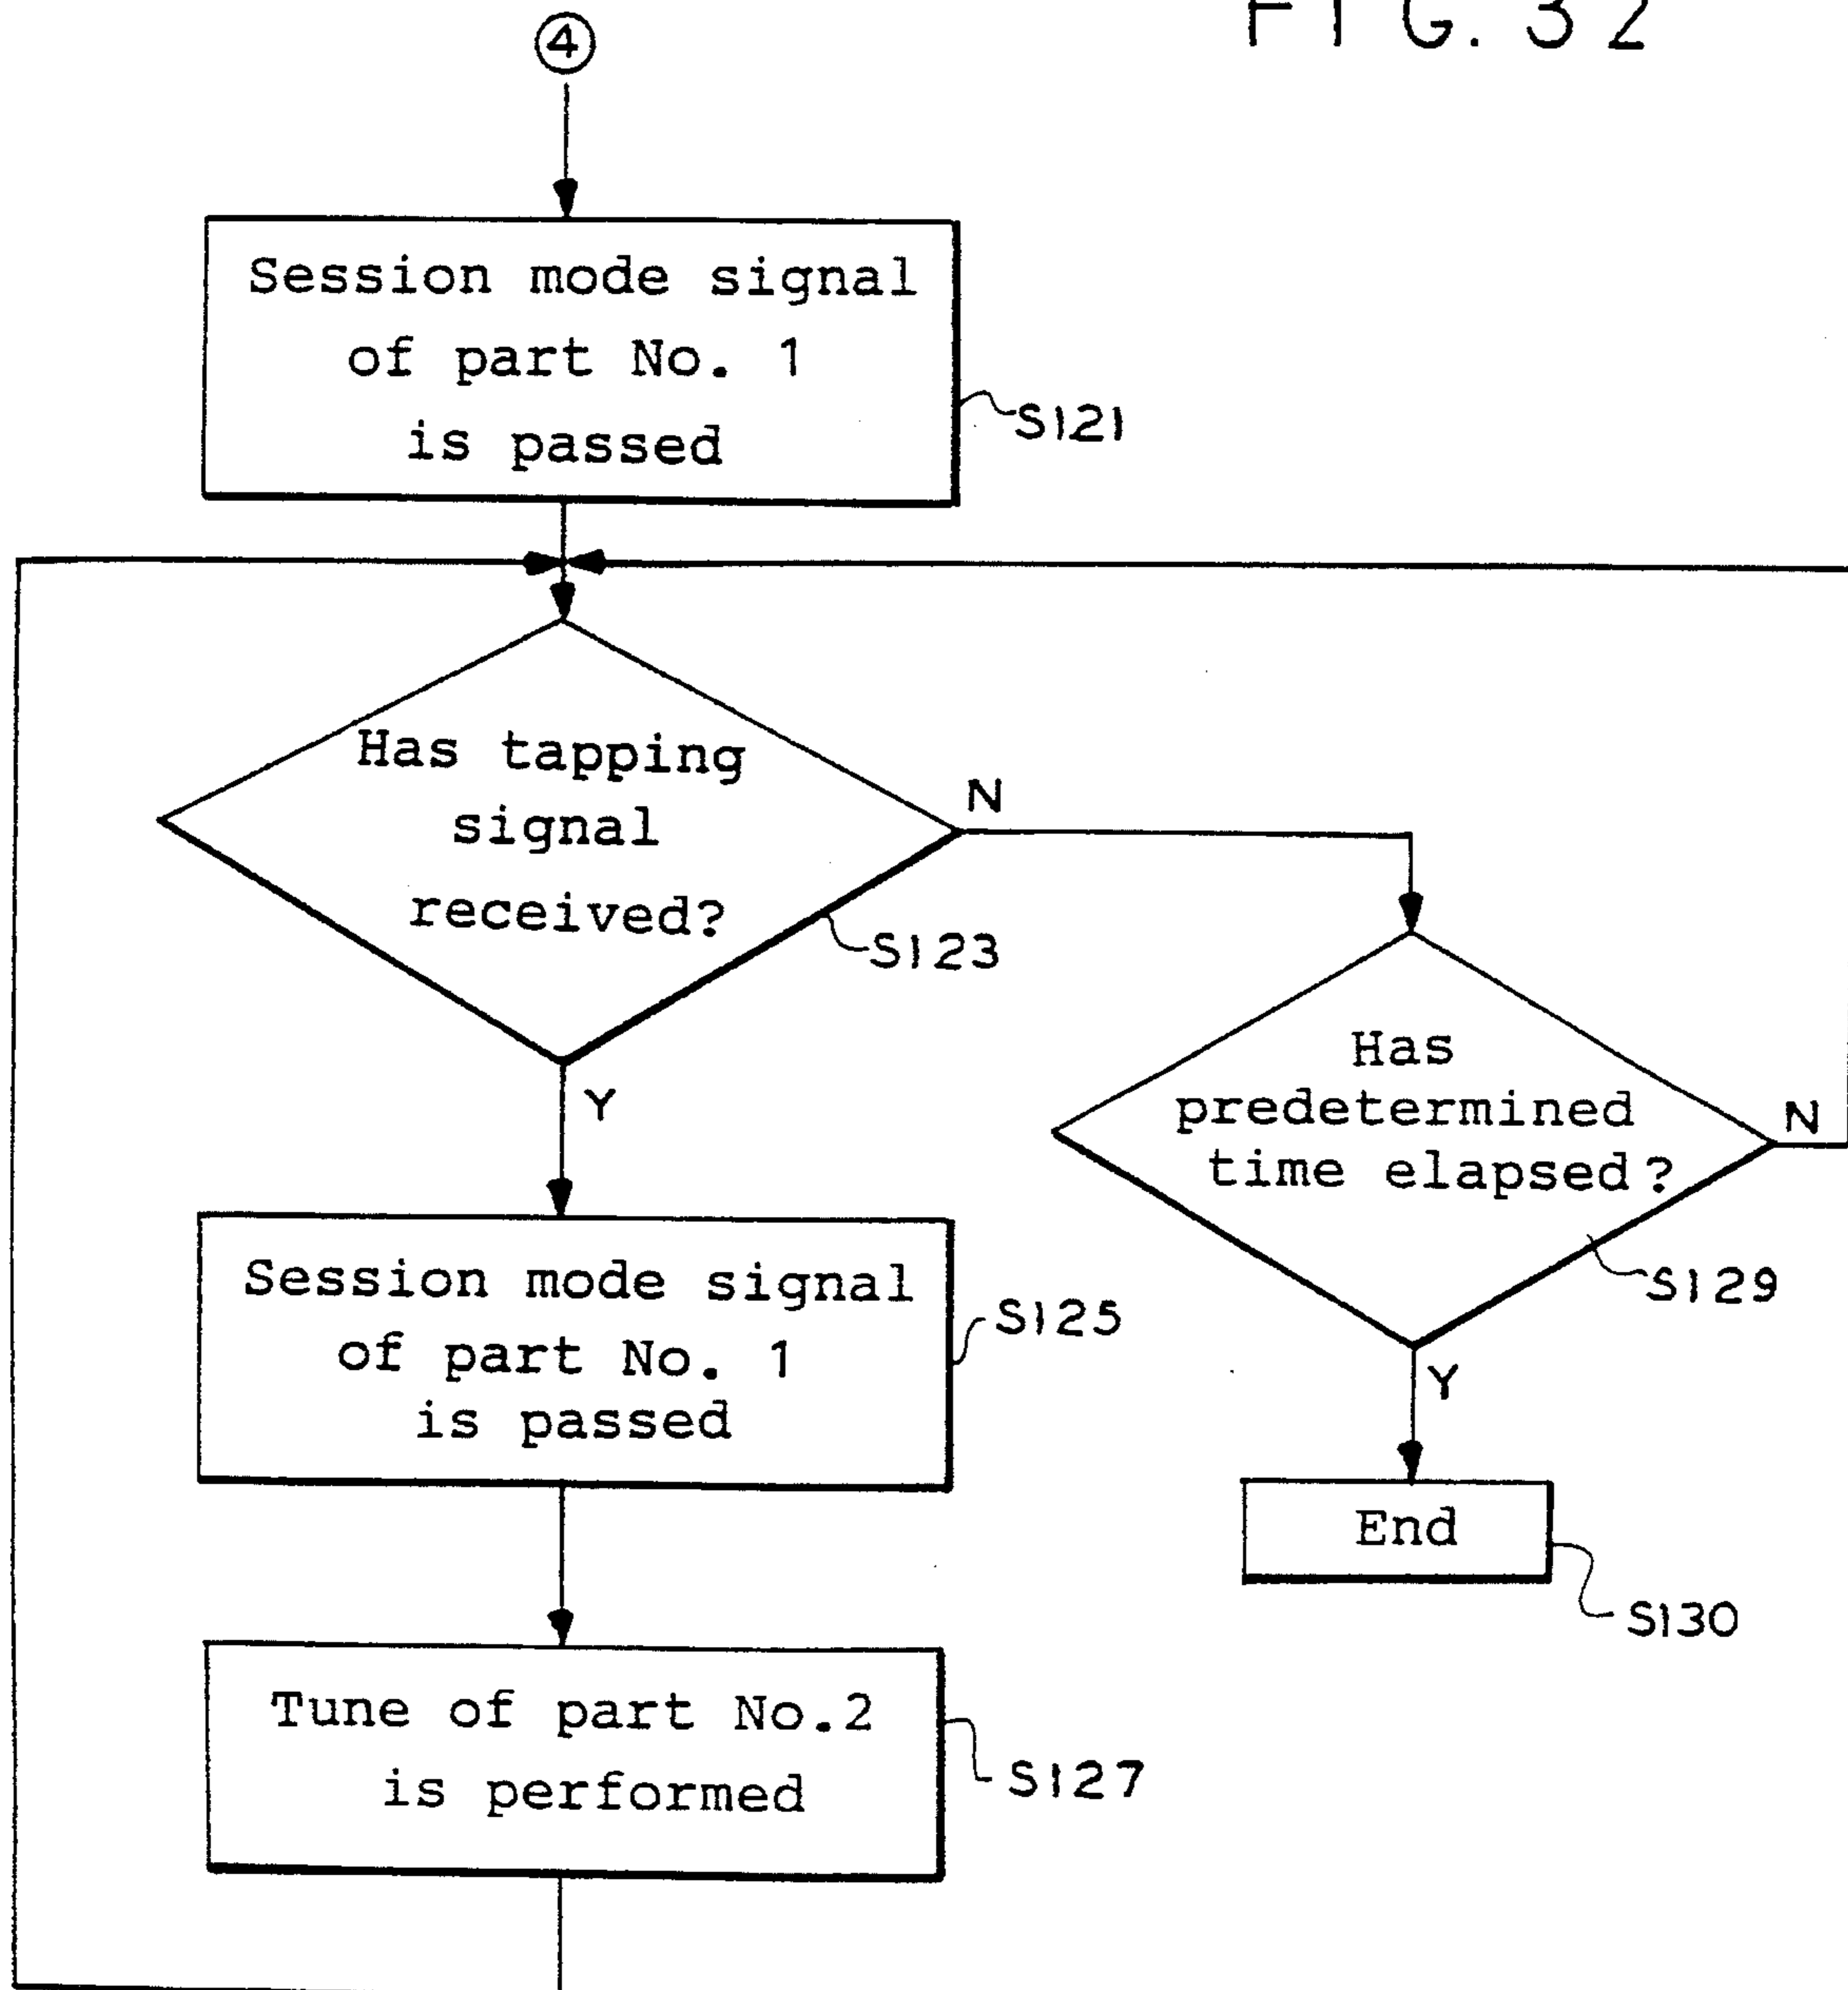 FIG. 32
④
Session mode signal
of part No. 1
is passed
S121
Has tapping
signal
received?
N
S123
Y
Has
predetermined
time elapsed?
N
S129
Y
Session mode signal
of part No. 1
is passed
S125
End
S130
Tune of part No.2
is performed
S127